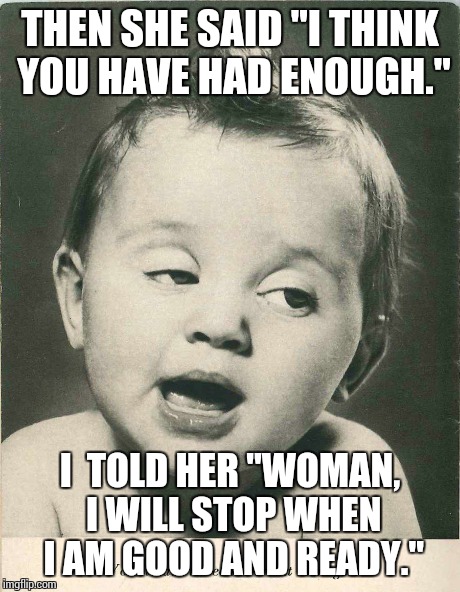 THEN SHE SAID "I THINK
YOU HAVE HAD ENOUGH."
I TOLD HER "WOMAN,
I WILL STOP WHEN
I AM GOOD AND READY."
imgflip.com